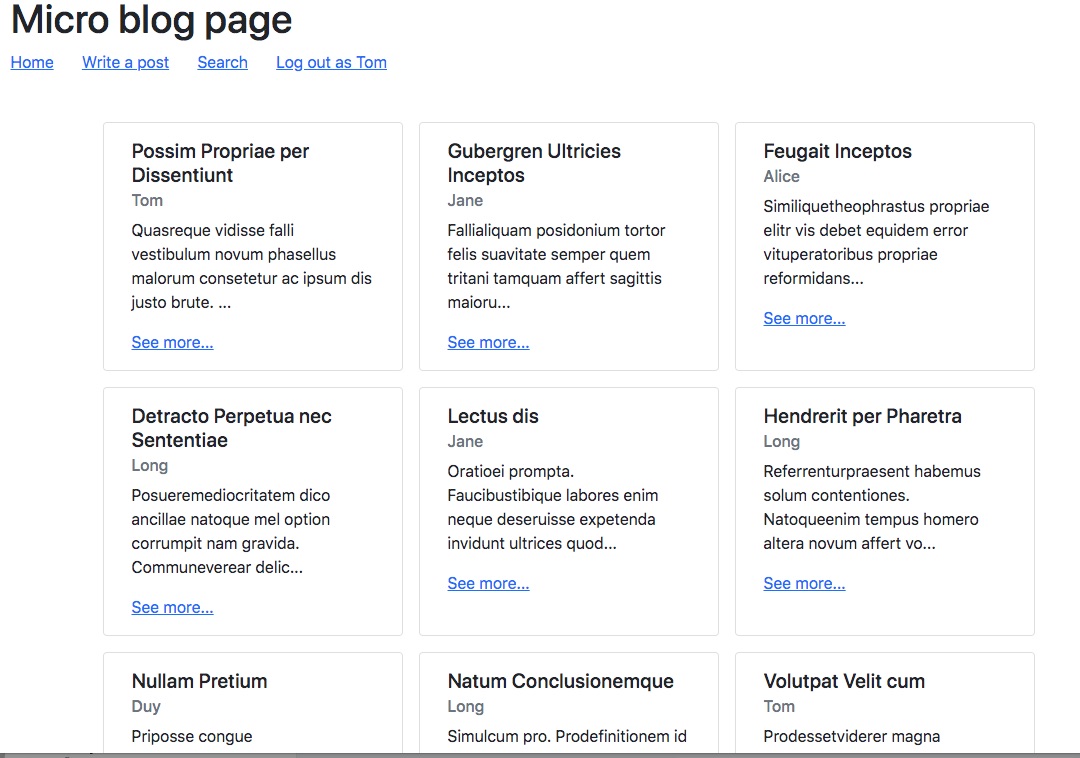 Micro blog page
Home Write a post Search Log out as Tom
Possim Propriae per
Dissentiunt
Tom
Quasreque vidisse falli
vestibulum novum phasellus
malorum consetetur ac ipsum dis
justo brute. ...
See more...
Gubergren Ultricies
Inceptos
Jane
Fallialiquam posidonium tortor
felis suavitate semper quem
tritani tamquam affert sagittis
maioru...
See more...
Feugait Inceptos
Alice
Similiquetheophrastus propriae
elitr vis debet equidem error
vituperatoribus propriae
reformidans...
See more...
Detracto Perpetua nec
Sententiae
Long
Posueremediocritatem dico
ancillae natoque mel option
corrumpit nam gravida.
Communeverear delic...
See more...
Lectus dis
Jane
Oratioei prompta.
Faucibustibique labores enim
neque deseruisse expetenda
invidunt ultrices quod...
See more...
Hendrerit per Pharetra
Long
Referrenturpraesent habemus
solum contentiones.
Natoqueenim tempus homero
altera novum affert vo...
See more...
Nullam Pretium
Duy
Priposse congue
Natum Conclusionemque
Long
Simulcum pro. Prodefinitionem id
Volutpat Velit cum
Tom
Prodessetviderer magna